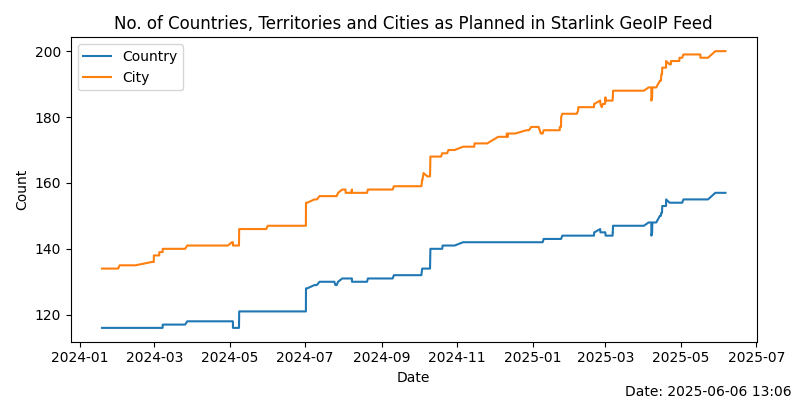 No. of Countries, Territories and Cities as Planned in Starlink GeoIP Feed
Country
City
200
180
160
140
120
Count
2024-01 2024-03 2024-05 2024-07 2024-09 2024-11 2025-01 2025-03 2025-05 2025-07
Date
Date: 2025-06-06 13:06